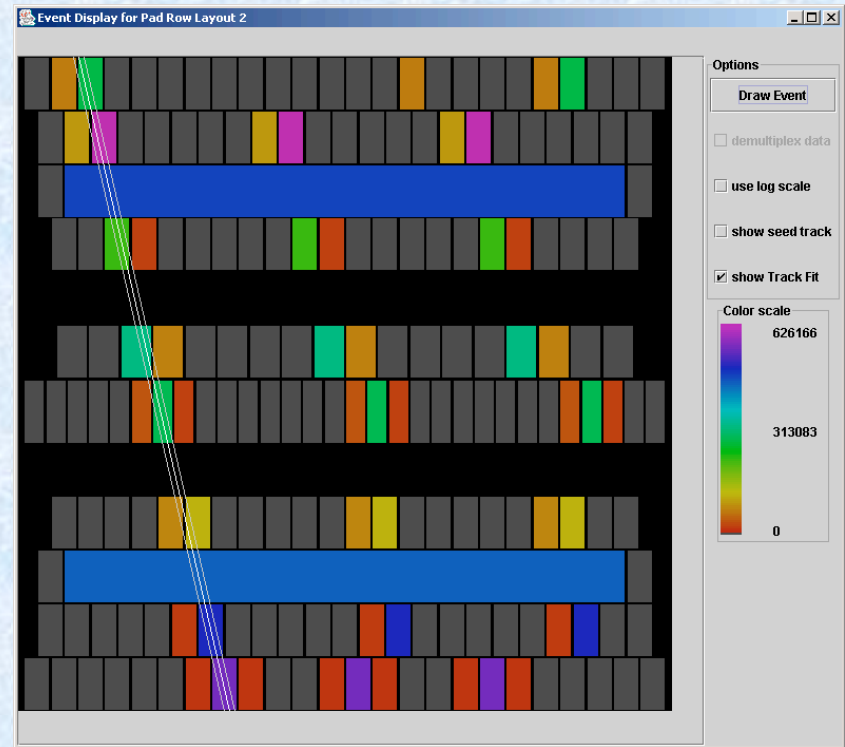 Event Display for Pad Row Layout 2
Options
Draw Event
demultiplex data
use log scale
show seed track
show Track Fit
Color scale
626166
313083
0